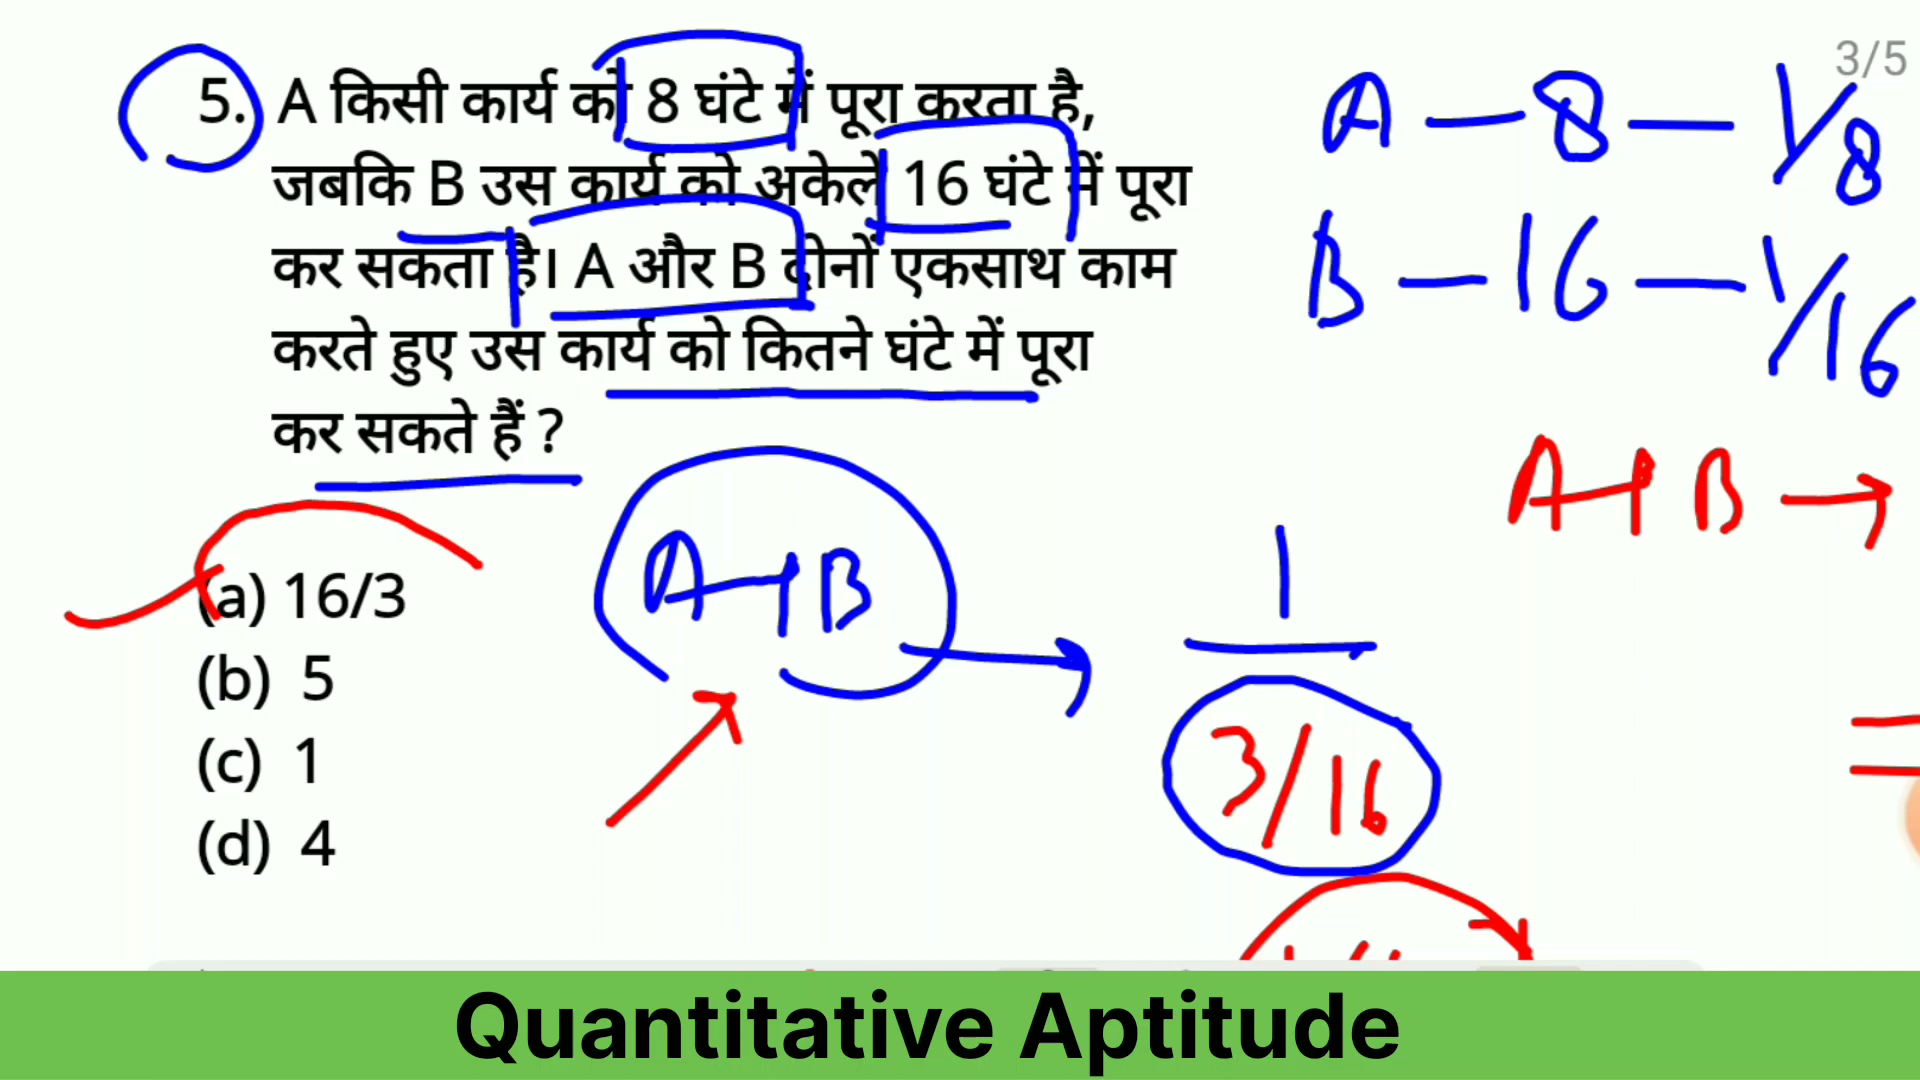 3/5
5. A किसी कार्य को 8 घंटे में पूरा करता है,
जबकि B उस कार्य को अकेले 16 घंटे में पूरा
कर सकता है। A और B दोनों एकसाथ काम
करते हुए उस कार्य को कितने घंटे में पूरा
कर सकते हैं ?
(a) 16/3
(b) 5
(c) 1
(d) 4
A — 8 — 1/8
B — 16 — 1/16
A+B →
A+B →
1
3/16
=
Quantitative Aptitude